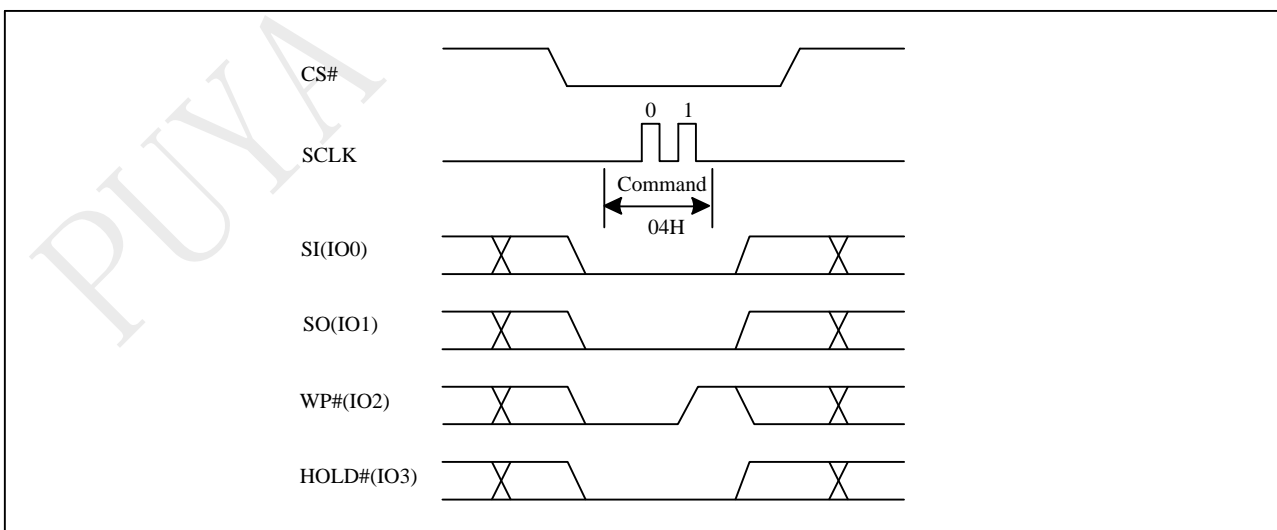 PUYA
CS#
0 1
SCLK
Command
04H
SI(IO0)
SO(IO1)
WP#(IO2)
HOLD#(IO3)